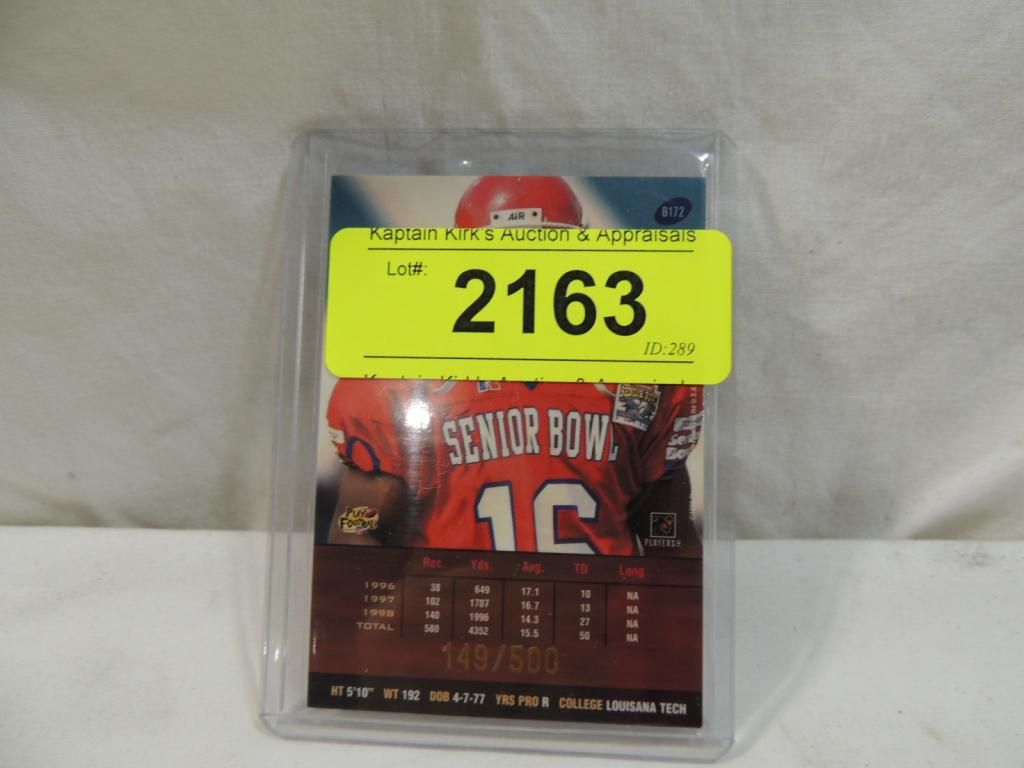 AIR
B172
Kaptain Kirk's Auction & Appraisals
Lot#:
2163
ID:289
SENIOR BOWL
16
PLAY FOOTBALL
PLAYERS
Rec. Yds. Avg. TD Long
1996 38 649 17.1 10 NA
1997 102 1707 16.7 13 NA
1998 140 1996 14.3 27 NA
TOTAL 580 4352 15.5 50 NA
149/500
HT 5'10" WT 192 DOB 4-7-77 YRS PRO R COLLEGE LOUISANA TECH